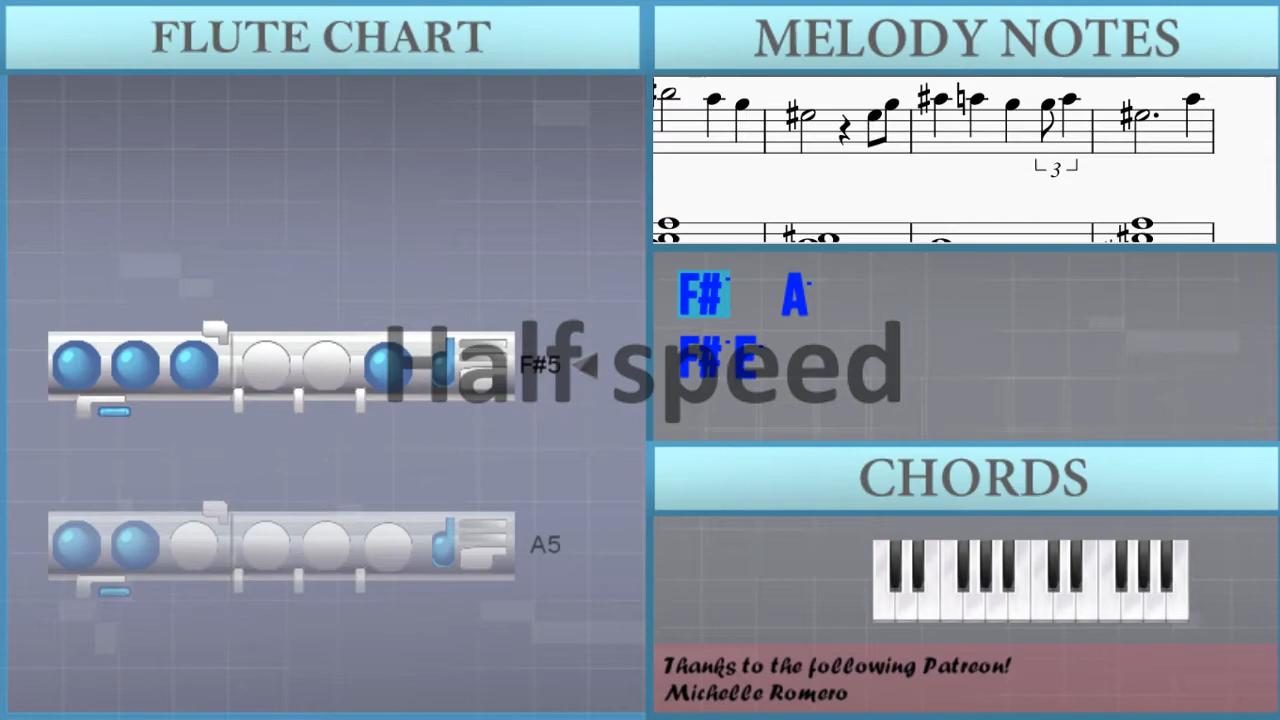 FLUTE CHART
MELODY NOTES
3
F#· A·
F#· E·
Half speed
F#5
A5
CHORDS
Thanks to the following Patreon!
Michelle Romero